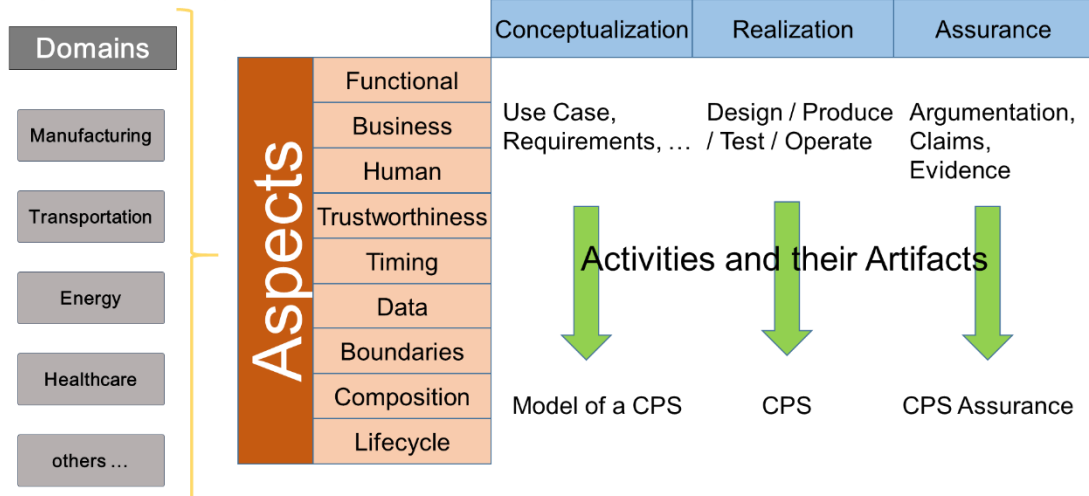 Domains
Manufacturing
Transportation
Energy
Healthcare
others ...
Aspects
Functional
Business
Human
Trustworthiness
Timing
Data
Boundaries
Composition
Lifecycle
Conceptualization
Realization
Assurance
Use Case,
Requirements, …
Design / Produce
/ Test / Operate
Argumentation,
Claims,
Evidence
Activities and their Artifacts
Model of a CPS
CPS
CPS Assurance